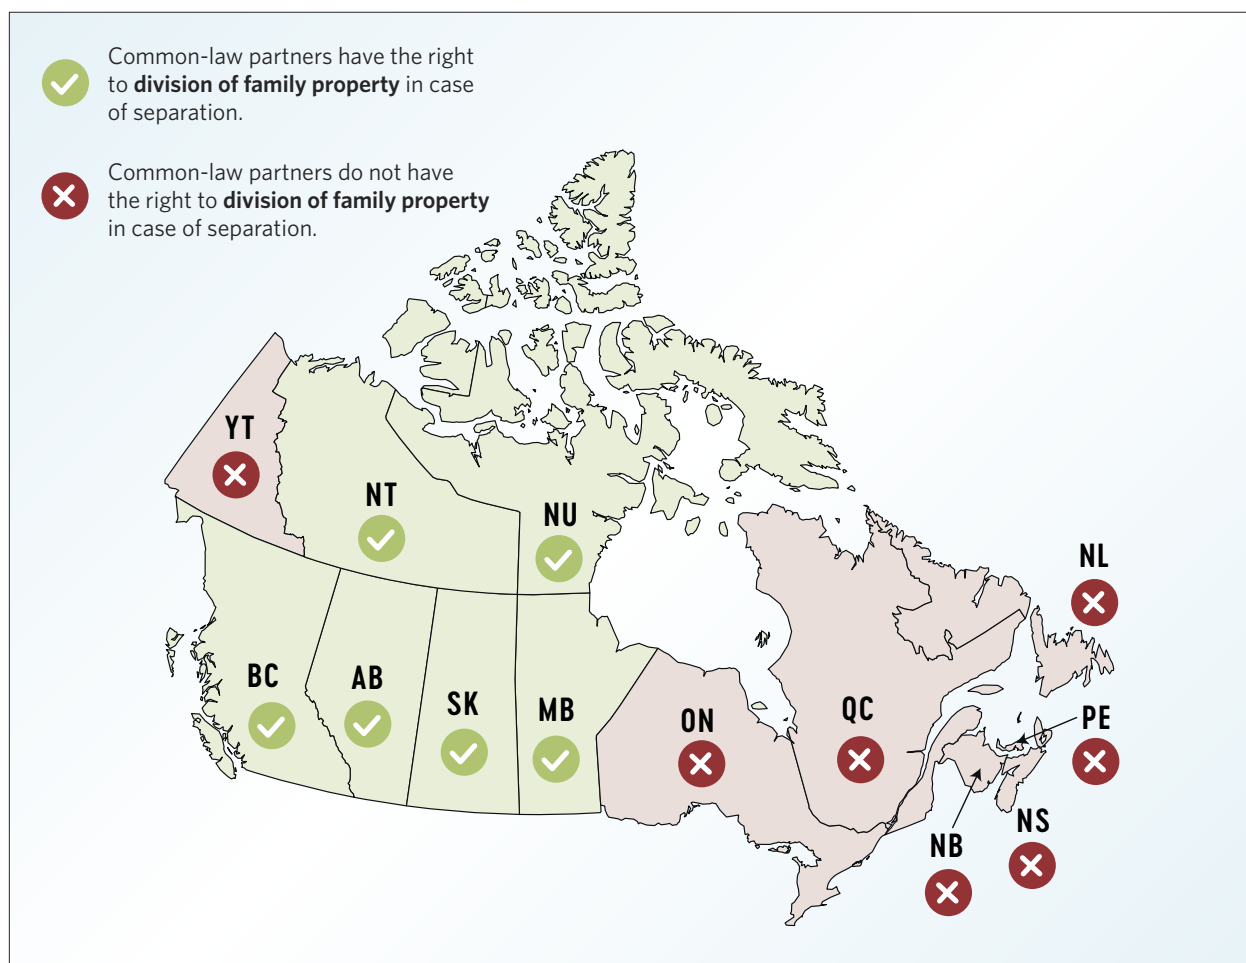 Common-law partners have the right
to division of family property in case
of separation.
Common-law partners do not have
the right to division of family property
in case of separation.
YT
NT
NU
NL
BC
AB
SK
MB
ON
QC
PE
NS
NB